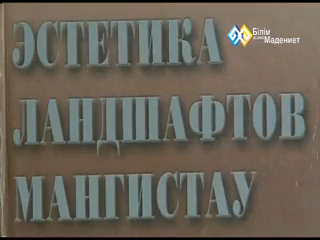 Білім
Мәдениет
ЭСТЕТИКА
ЛАНДШАФТОВ
МАНГИСТАУ